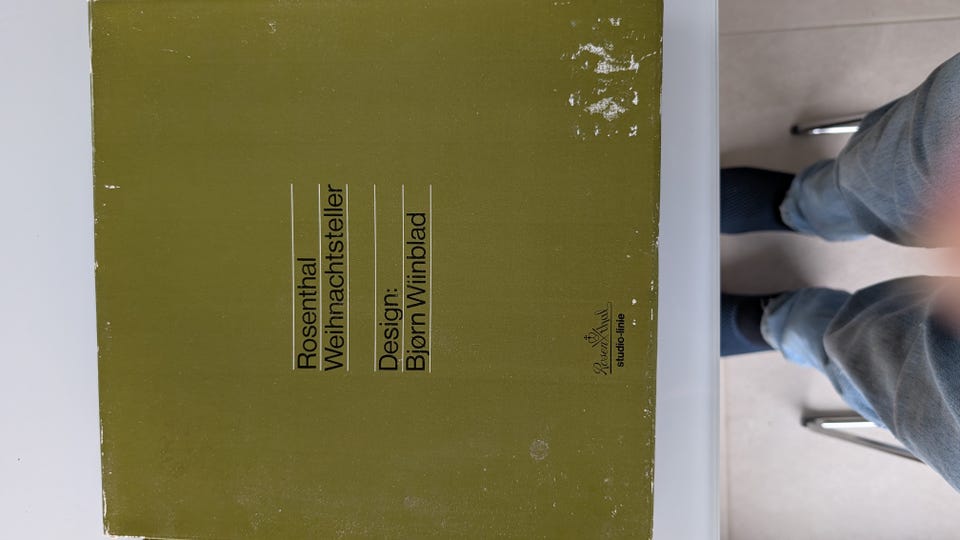 Rosenthal
Weihnachtsteller
Design:
Bjørn Wiinblad
Rosenthal
studio-linie